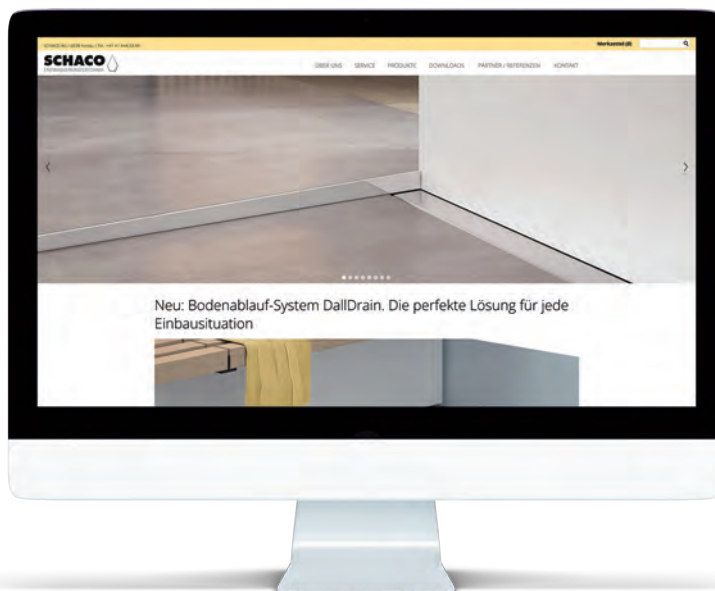 Merkzettel (0)
SCHACO
ÜBER UNS SERVICE PRODUKTE DOWNLOADS PARTNER / REFERENZEN KONTAKT
Neu: Bodenablauf-System DallDrain. Die perfekte Lösung für jede
Einbausituation